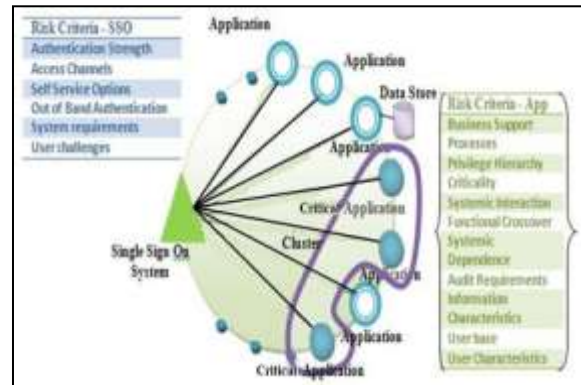 Risk Criteria - SSO
Authentication Strength
Access Channels
Self Service Options
Out of Band Authentication
System requirements
User challenges
Application
Application
Data Store
Application
Critical Application
Cluster
Application
Single Sign On
System
Application
Critical Application
Risk Criteria - App
Business Support
Processes
Privilege Hierarchy
Criticality
Systemic Interaction
Functional Crossover
Systemic
Dependence
Audit Requirements
Information
Characteristics
User base
User Characteristics